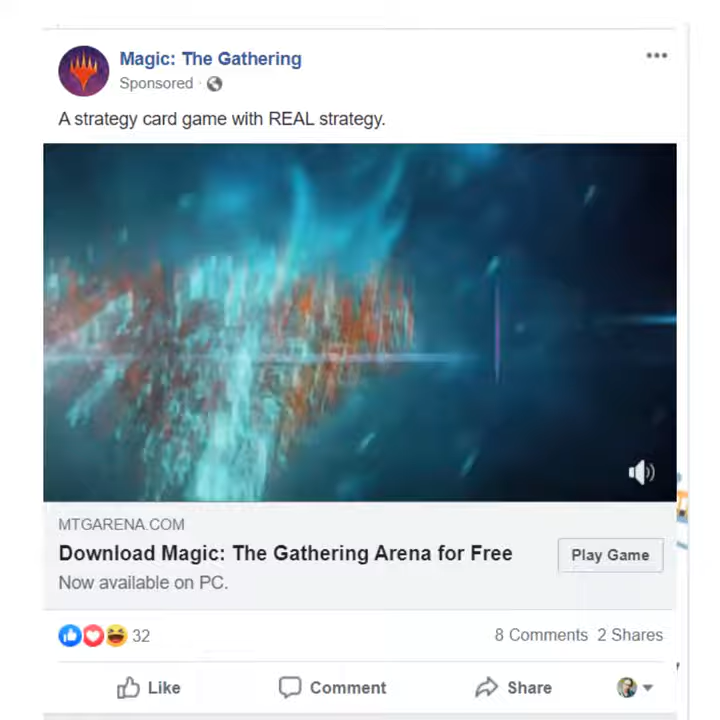 Magic: The Gathering
Sponsored ·
A strategy card game with REAL strategy.
MTGARENA.COM
Download Magic: The Gathering Arena for Free
Play Game
Now available on PC.
32
8 Comments 2 Shares
Like
Comment
Share